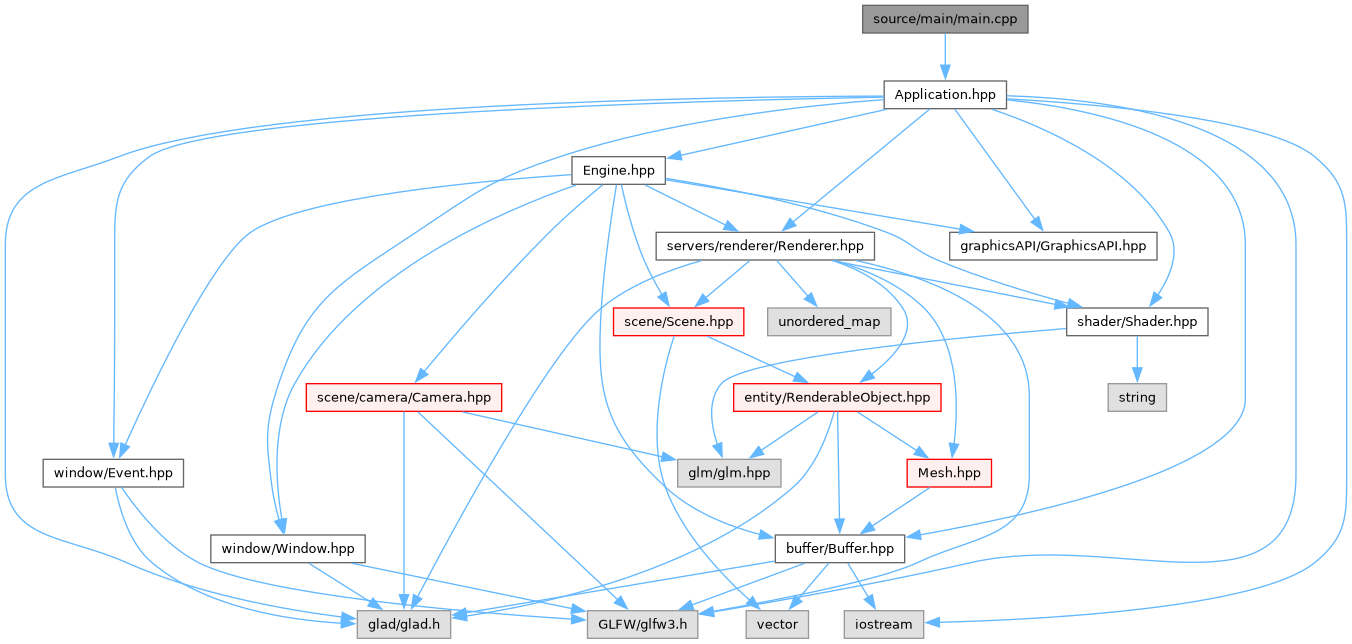 source/main/main.cpp
Application.hpp
Engine.hpp
servers/renderer/Renderer.hpp
graphicsAPI/GraphicsAPI.hpp
scene/Scene.hpp
unordered_map
shader/Shader.hpp
scene/camera/Camera.hpp
entity/RenderableObject.hpp
string
window/Event.hpp
glm/glm.hpp
Mesh.hpp
window/Window.hpp
buffer/Buffer.hpp
glad/glad.h
GLFW/glfw3.h
vector
iostream